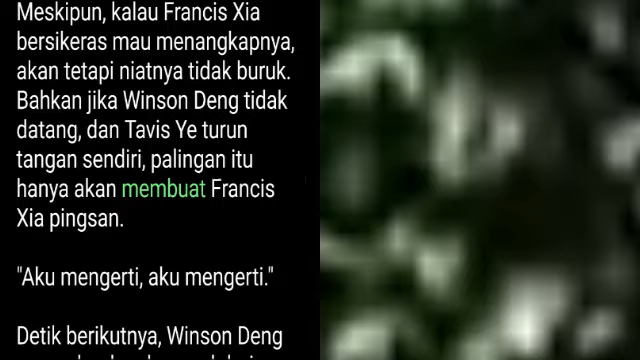 Meskipun, kalau Francis Xia
bersikeras mau menangkapnya,
akan tetapi niatnya tidak buruk.
Bahkan jika Winson Deng tidak
datang, dan Tavis Ye turun
tangan sendiri, palingan itu
hanya akan membuat Francis
Xia pingsan.
"Aku mengerti, aku mengerti."
Detik berikutnya, Winson Deng